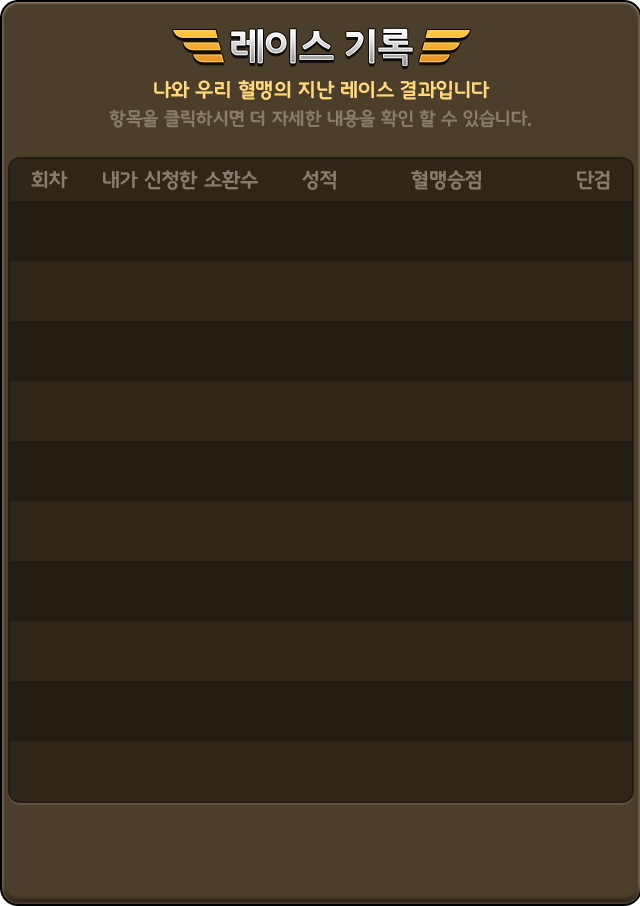 레이스 기록
나와 우리 혈맹의 지난 레이스 결과입니다
항목을 클릭하시면 더 자세한 내용을 확인 할 수 있습니다.
회차 내가 신청한 소환수 성적 혈맹승점 단검